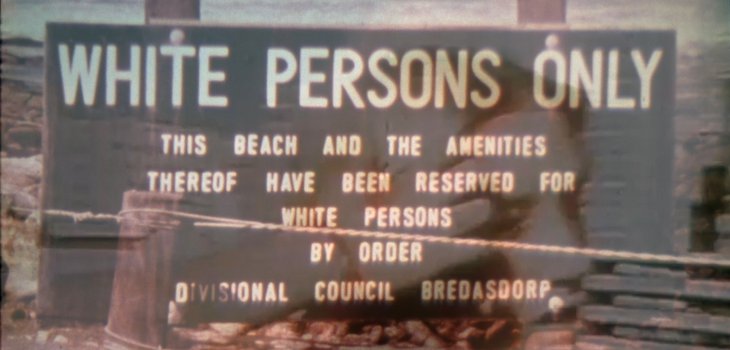 WHITE PERSONS ONLY
THIS BEACH AND THE AMENITIES
THEREOF HAVE BEEN RESERVED FOR
WHITE PERSONS
BY ORDER
DIVISIONAL COUNCIL BREDASDORP